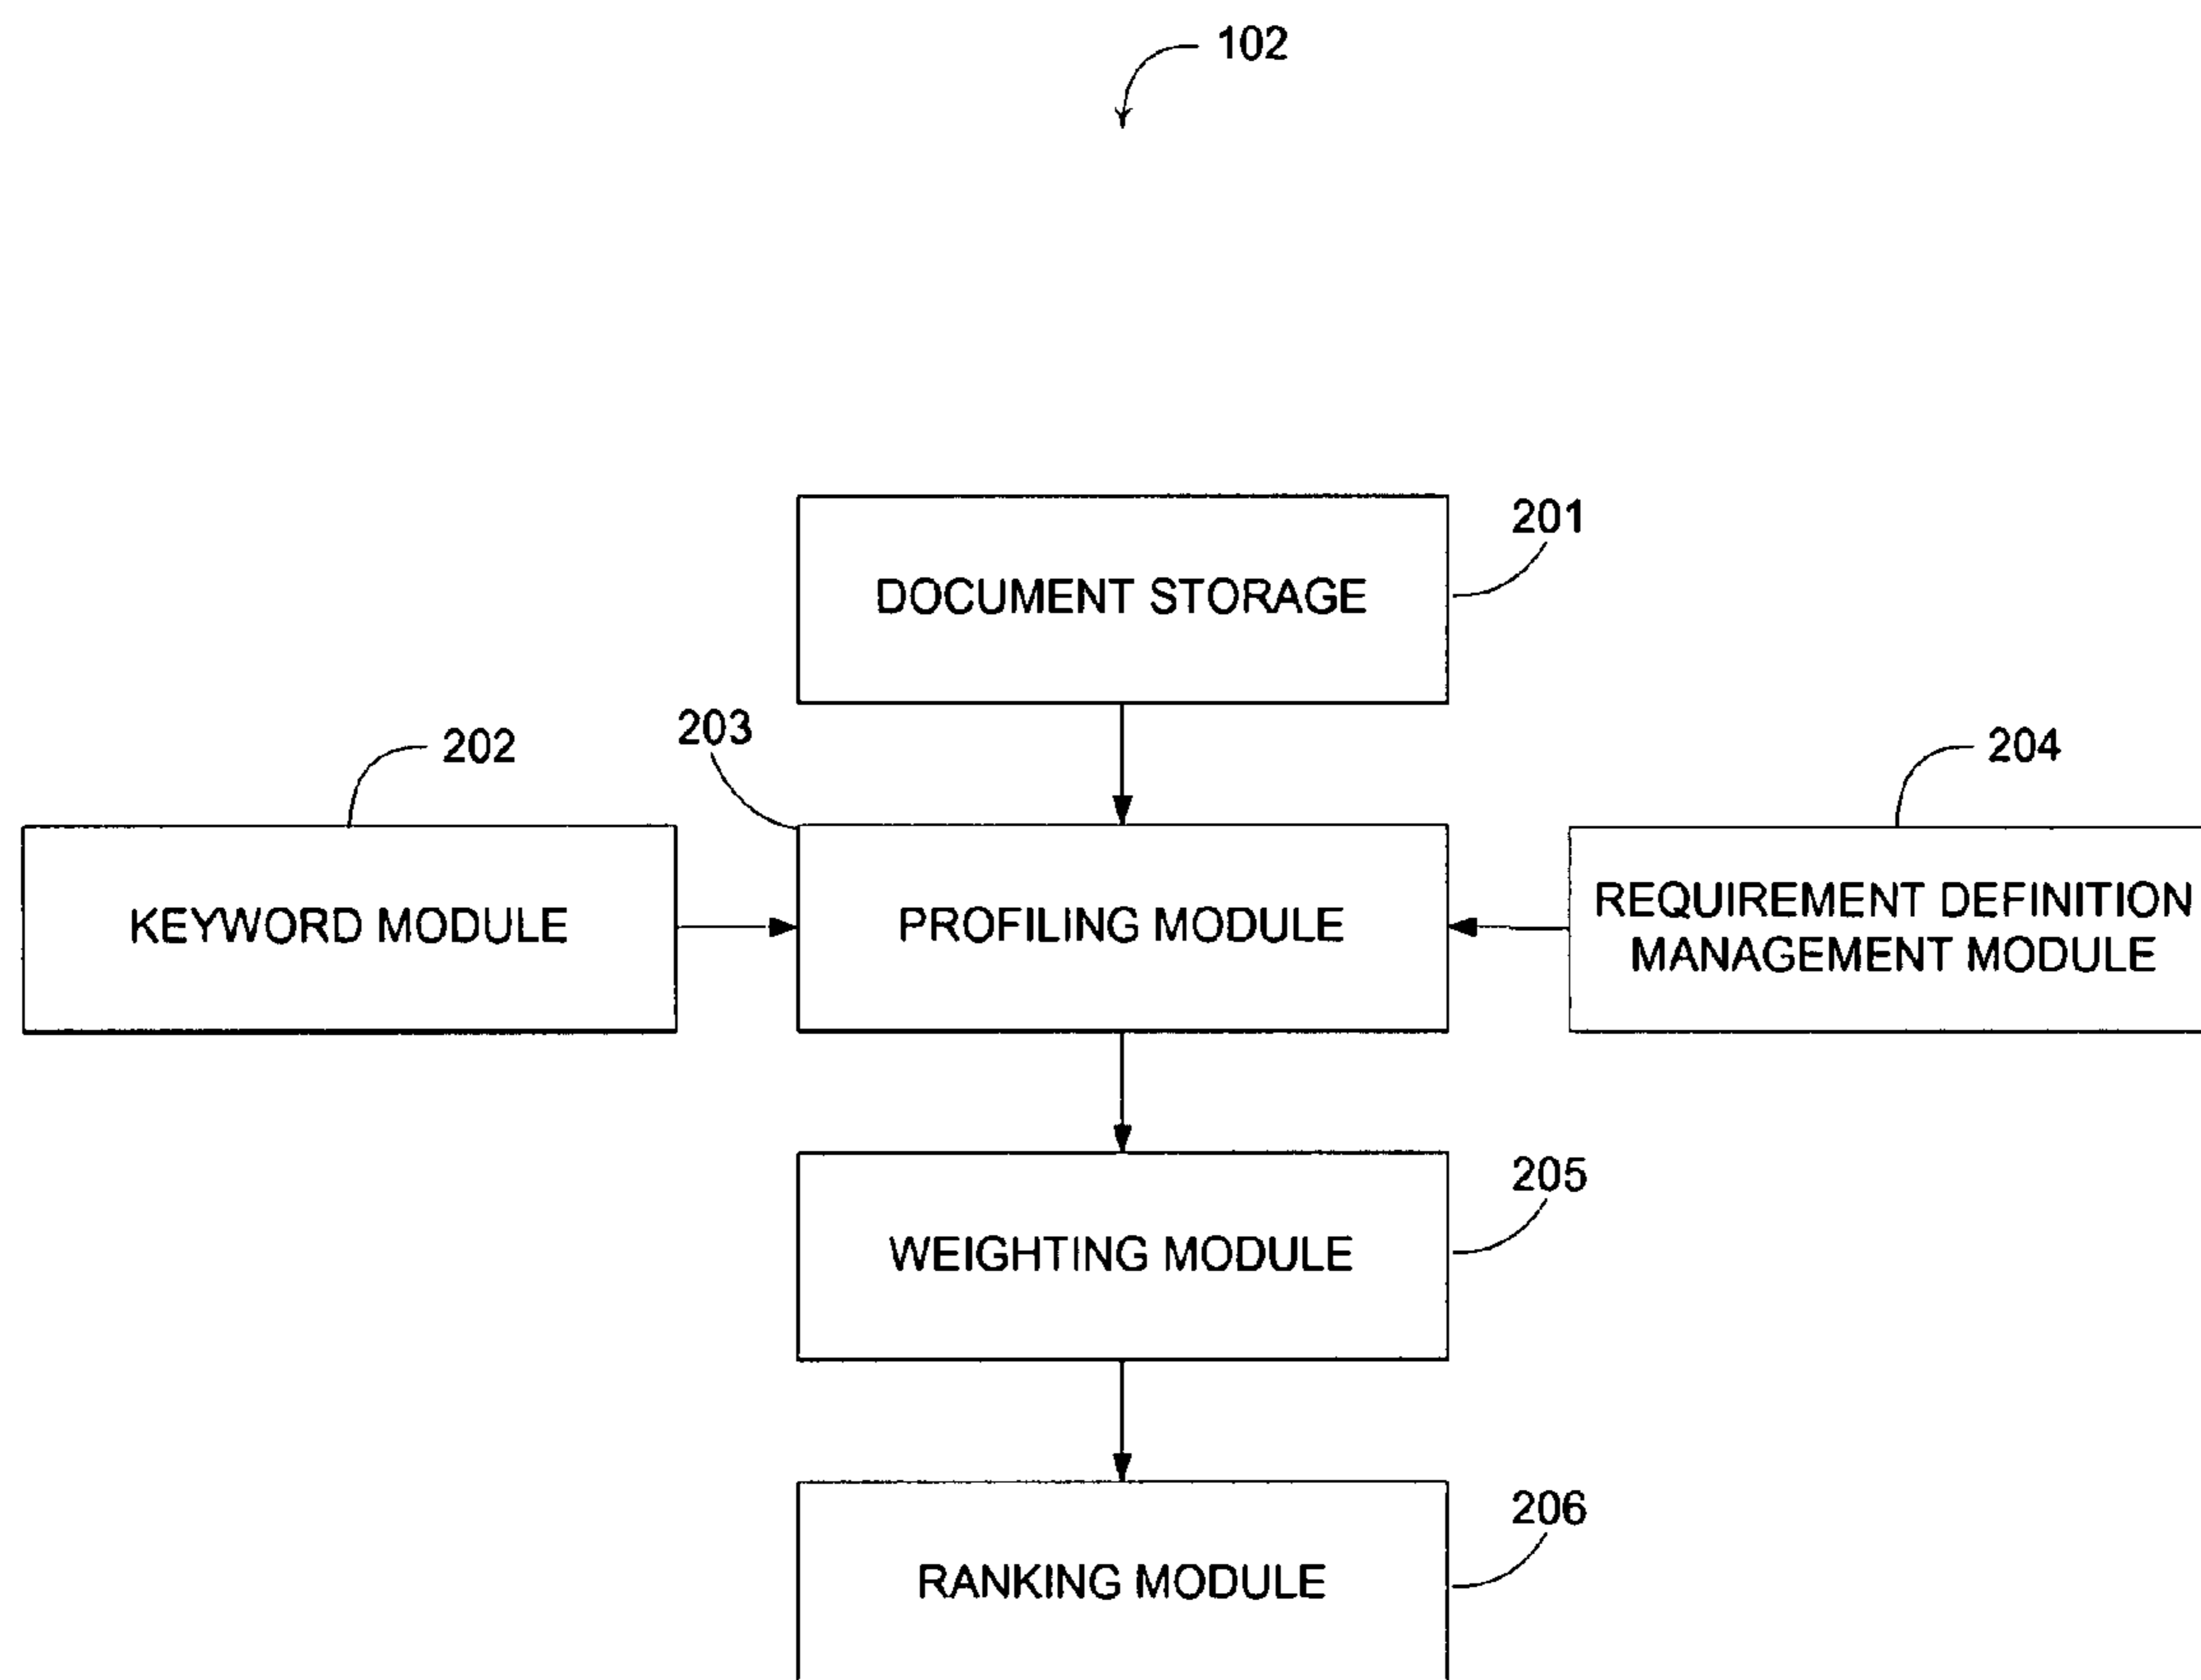 102
201
DOCUMENT STORAGE
202
203
204
KEYWORD MODULE
PROFILING MODULE
REQUIREMENT DEFINITION
MANAGEMENT MODULE
205
WEIGHTING MODULE
206
RANKING MODULE